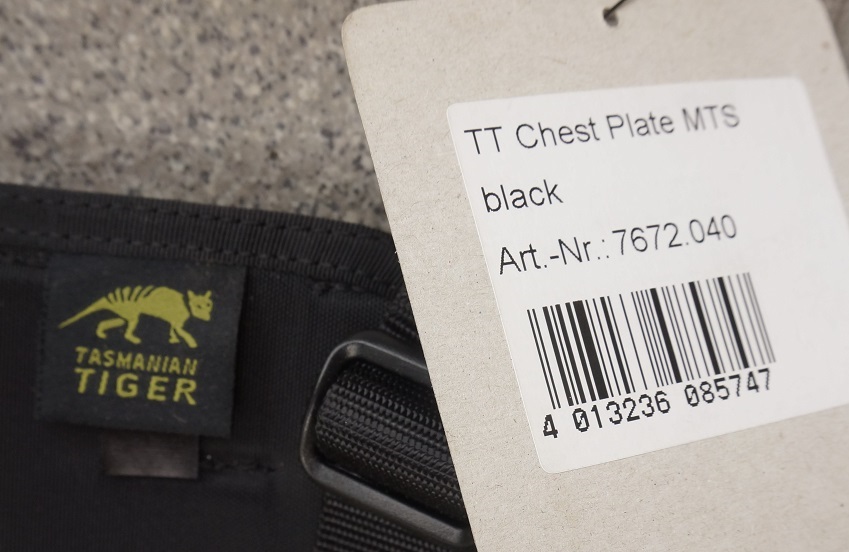 TT Chest Plate MTS
black
Art.-Nr.: 7672.040
4 013236 085747
TASMANIAN
TIGER